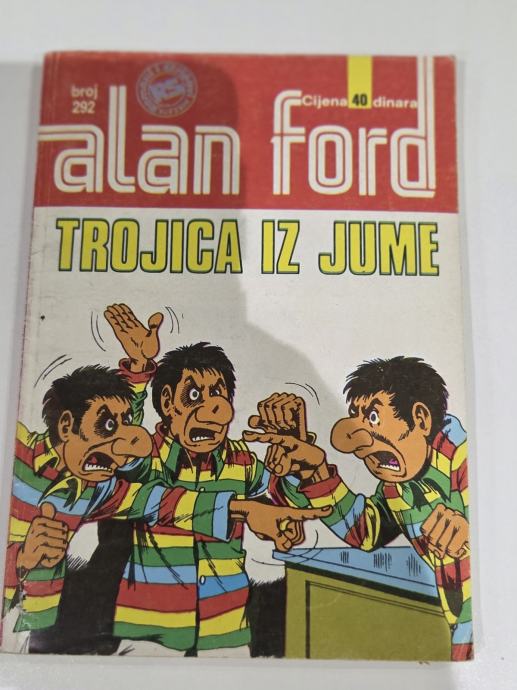 broj
292
Cijena 40 dinara
alan ford
TROJICA IZ JUME